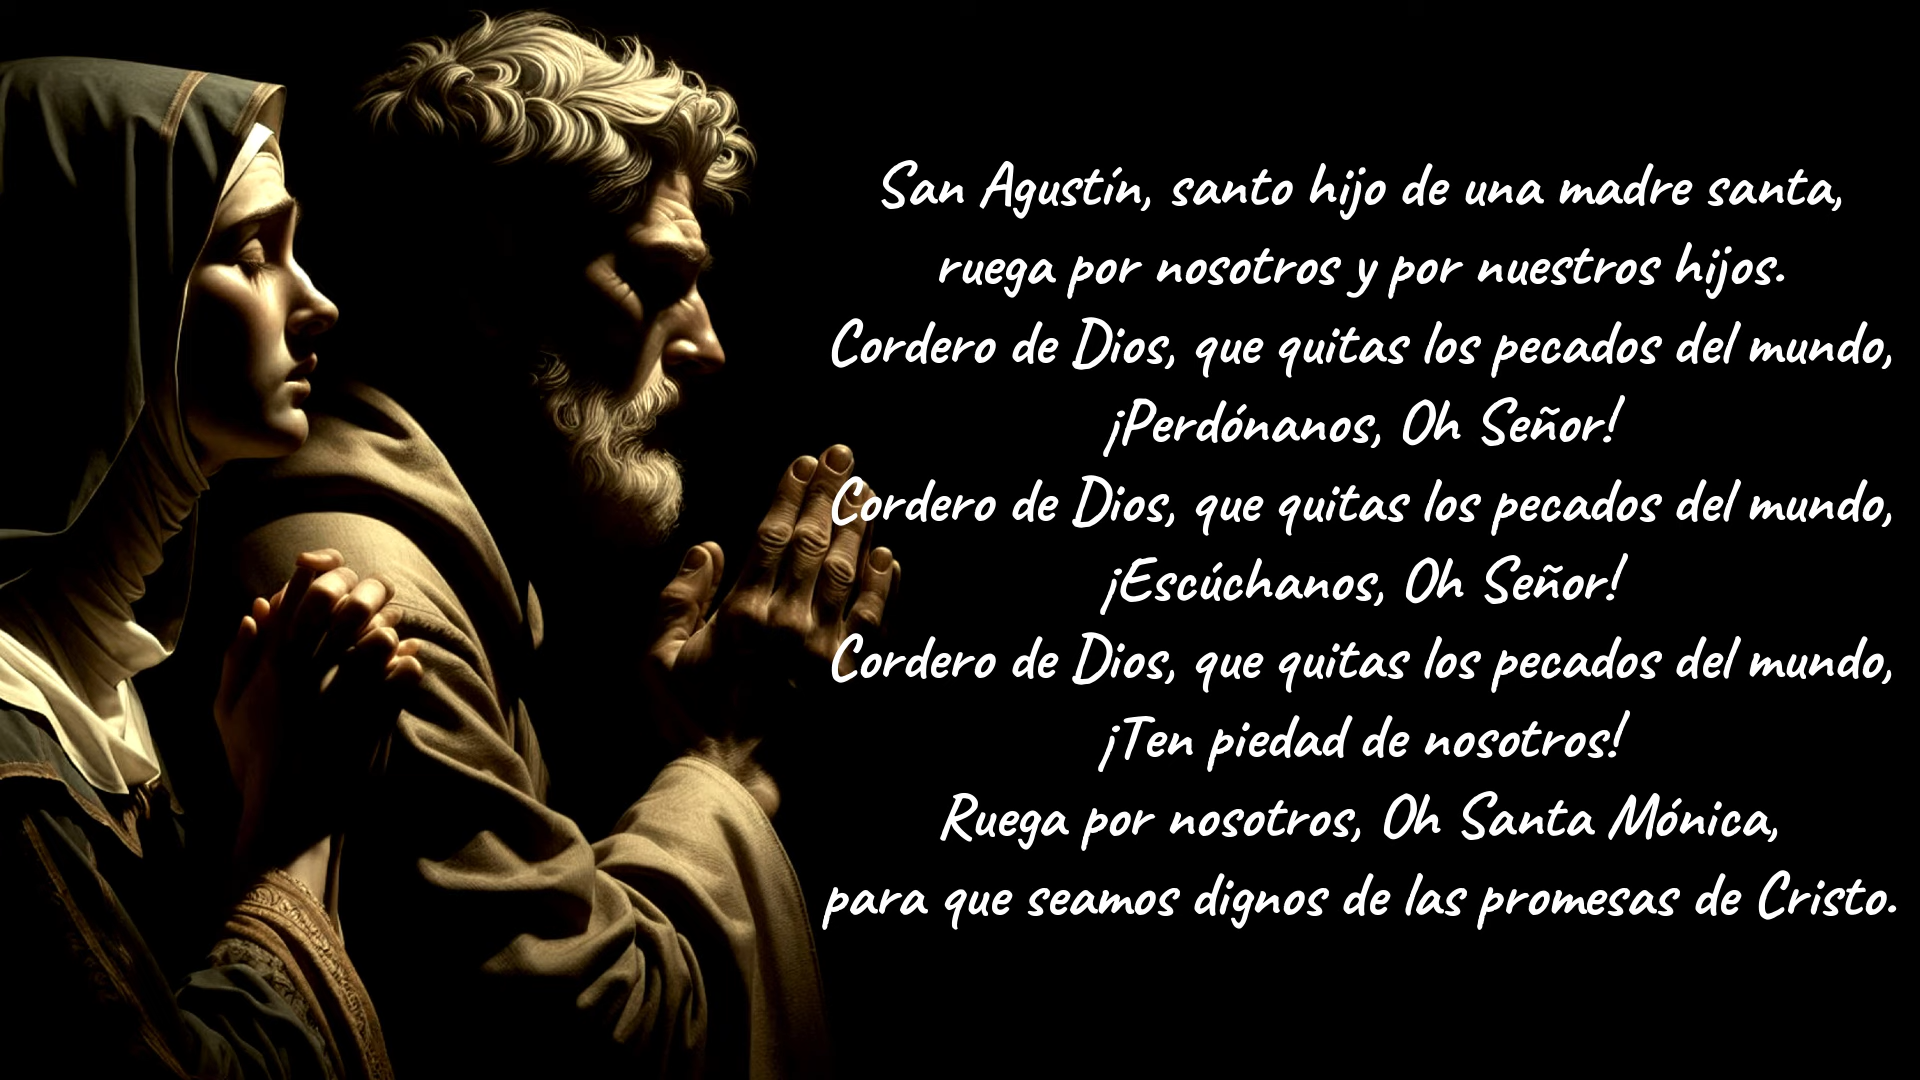 San Agustín, santo hijo de una madre santa,
ruega por nosotros y por nuestros hijos.
Cordero de Dios, que quitas los pecados del mundo,
¡Perdónanos, Oh Señor!
Cordero de Dios, que quitas los pecados del mundo,
¡Escúchanos, Oh Señor!
Cordero de Dios, que quitas los pecados del mundo,
¡Ten piedad de nosotros!
Ruega por nosotros, Oh Santa Mónica,
para que seamos dignos de las promesas de Cristo.